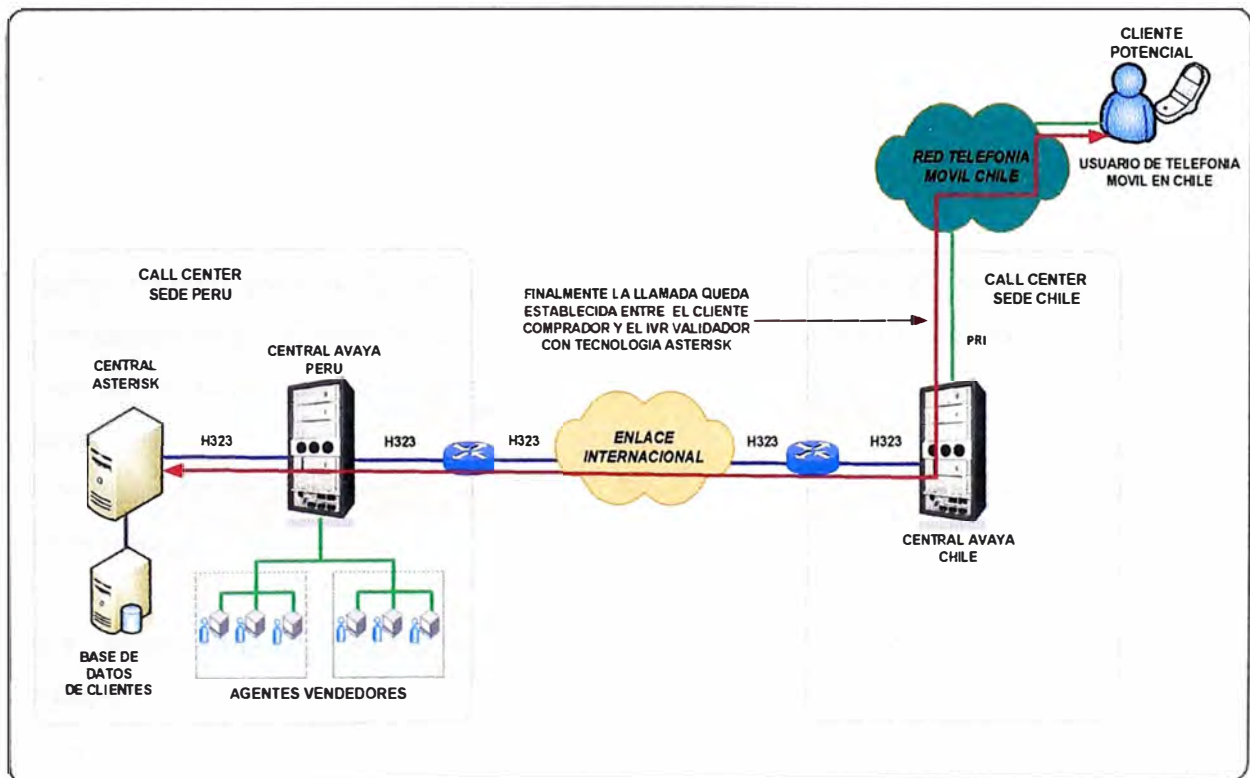 CLIENTE
POTENCIAL
RED TELEFONIA
MOVIL CHILE
USUARIO DE TELEFONIA
MOVIL EN CHILE
CALL CENTER
SEDE PERU
CALL CENTER
SEDE CHILE
FINALMENTE LA LLAMADA QUEDA
ESTABLECIDA ENTRE EL CLIENTE
COMPRADOR Y EL IVR VALIDADOR
CON TECNOLOGIA ASTERISK
PRI
CENTRAL
ASTERISK
CENTRAL AVAYA
PERU
H323
H323
H323
ENLACE
INTERNACIONAL
H323
H323
CENTRAL AVAYA
CHILE
BASE DE
DATOS
DE CLIENTES
AGENTES VENDEDORES